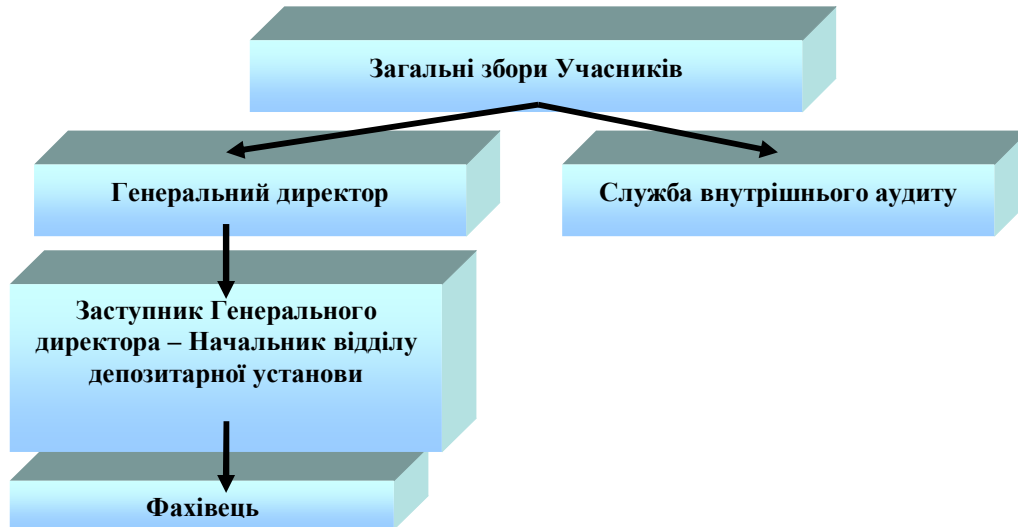 Загальні збори Учасників
Генеральний директор
Служба внутрішнього аудиту
Заступник Генерального
директора – Начальник відділу
депозитарної установи
Фахівець